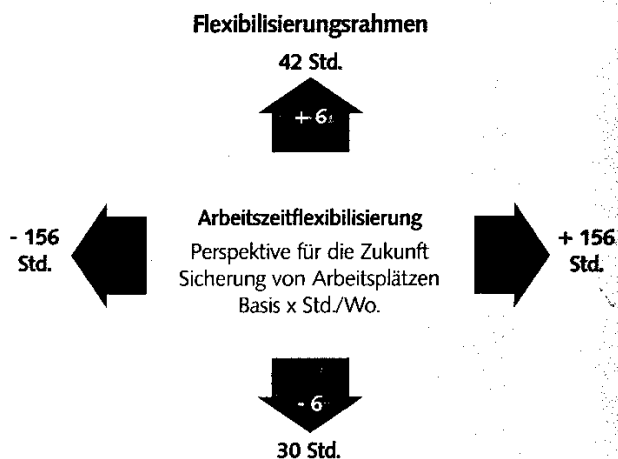 Flexibilisierungsrahmen
42 Std.
+ 6
- 156
Std.
Arbeitszeitflexibilisierung
Perspektive für die Zukunft
Sicherung von Arbeitsplätzen
Basis x Std./Wo.
+ 156
Std.
- 6
30 Std.